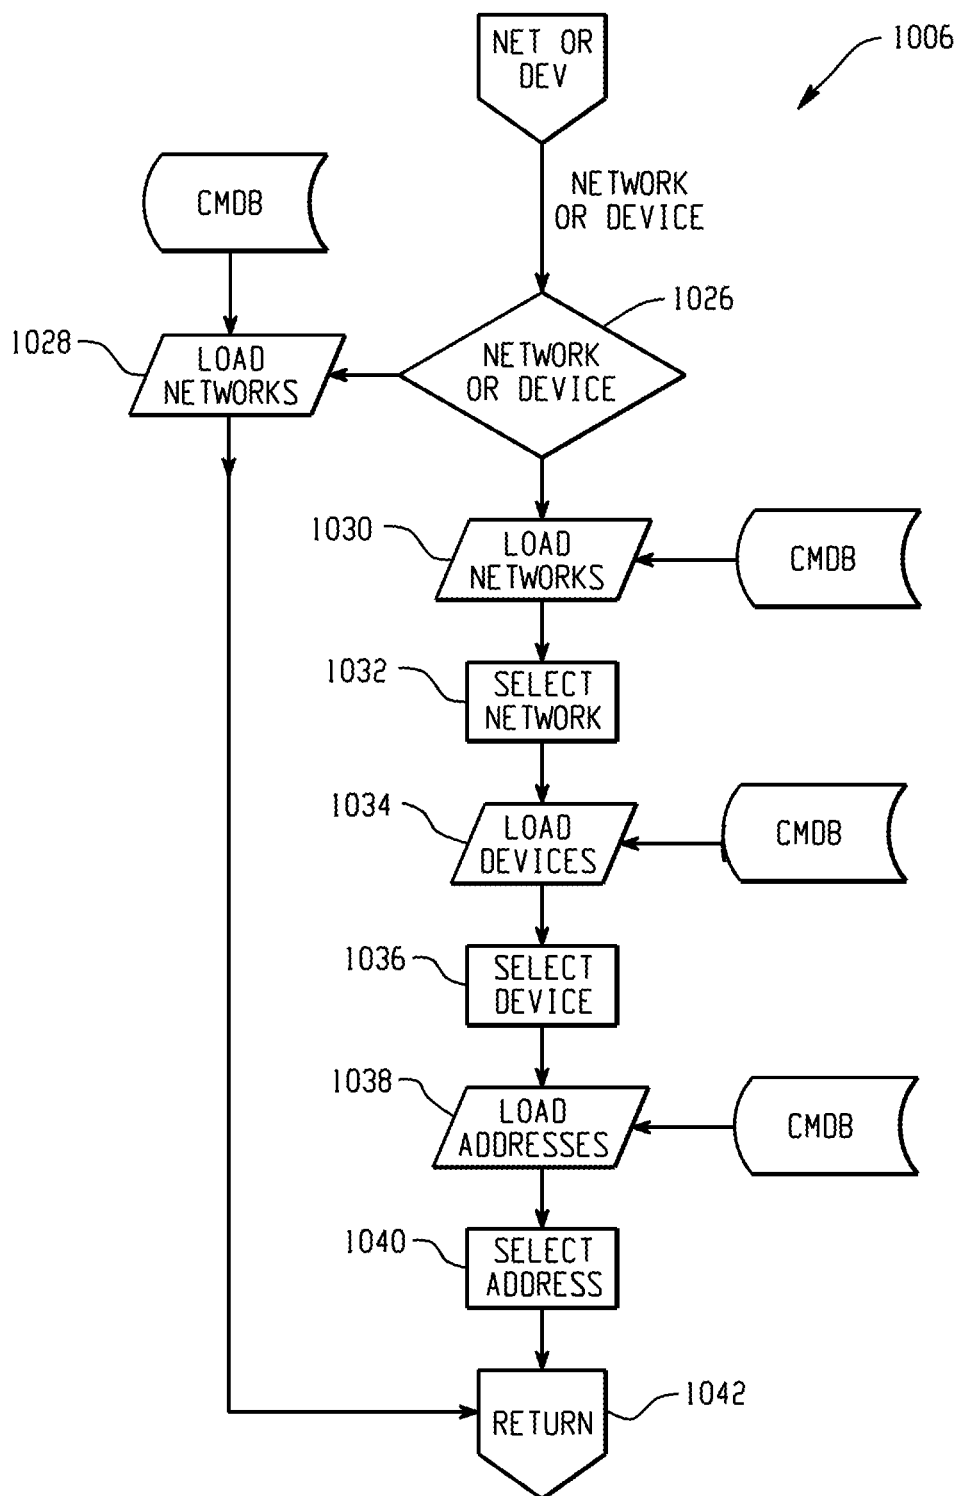 NET OR
DEV
1006
CMDB
NETWORK
OR DEVICE
1026
1028
LOAD
NETWORKS
NETWORK
OR DEVICE
1030
LOAD
NETWORKS
CMDB
1032
SELECT
NETWORK
1034
LOAD
DEVICES
CMDB
1036
SELECT
DEVICE
1038
LOAD
ADDRESSES
CMDB
1040
SELECT
ADDRESS
1042
RETURN